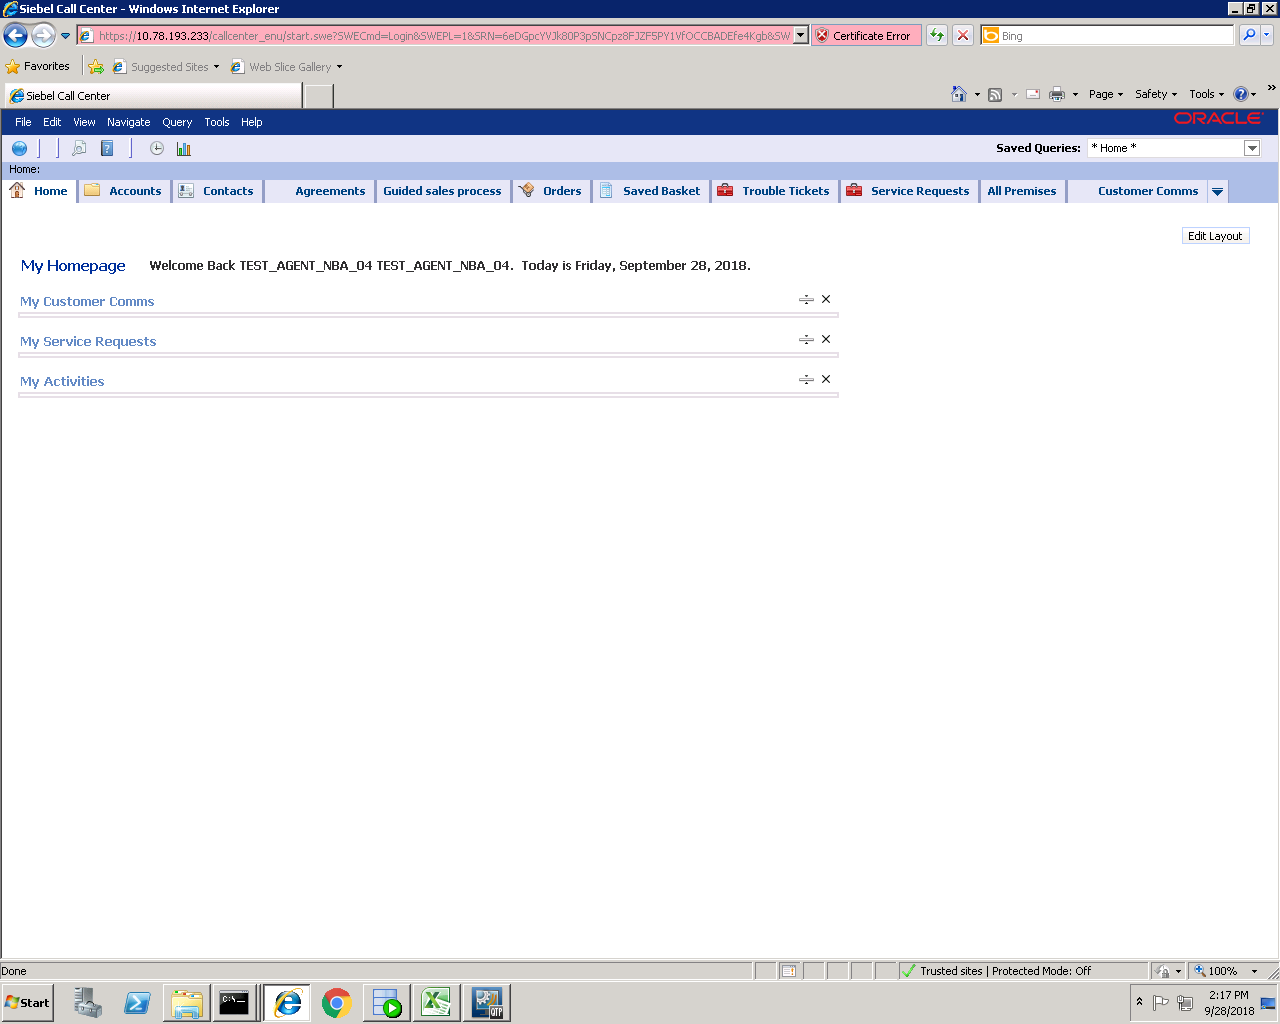 Siebel Call Center - Windows Internet Explorer
https://10.78.193.233/callcenter_enu/start.swe?SWECmd=Login&SWEPL=1&SRN=6eDGpcYVJk80P3pSNCpz8FJZF5PY1VfOCCBADEfe4Kgb&SW Certificate Error Bing
Favorites Suggested Sites Web Slice Gallery
Siebel Call Center Page Safety Tools
File Edit View Navigate Query Tools Help ORACLE
Saved Queries: * Home *
Home:
Home Accounts Contacts Agreements Guided sales process Orders Saved Basket Trouble Tickets Service Requests All Premises Customer Comms
Edit Layout
My Homepage Welcome Back TEST_AGENT_NBA_04 TEST_AGENT_NBA_04. Today is Friday, September 28, 2018.
My Customer Comms
My Service Requests
My Activities
Done Trusted sites | Protected Mode: Off 100%
Start C:\. QTP 2:17 PM
9/28/2018